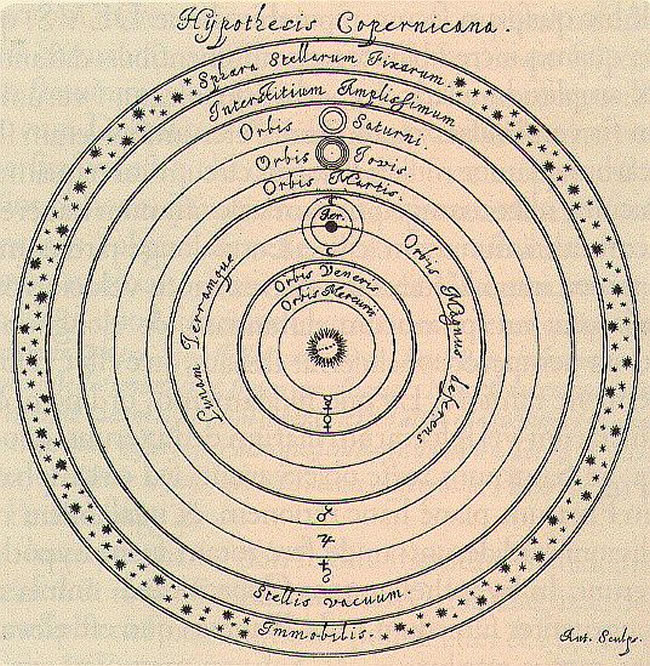 Hypothesis Copernicana.
Sphæra Stellarum Fixarum.
Interstitium Amplissimum
Orbis Saturni.
Orbis Iovis.
Orbis Martis.
Ter.
Orbis Magnus deferens
Lunam Terramque
Orbis Veneris
Orbis Mercurii
☿
♀
♂
♃
♄
Stellis vacuum.
Immobilis.
Aut. Sculps.